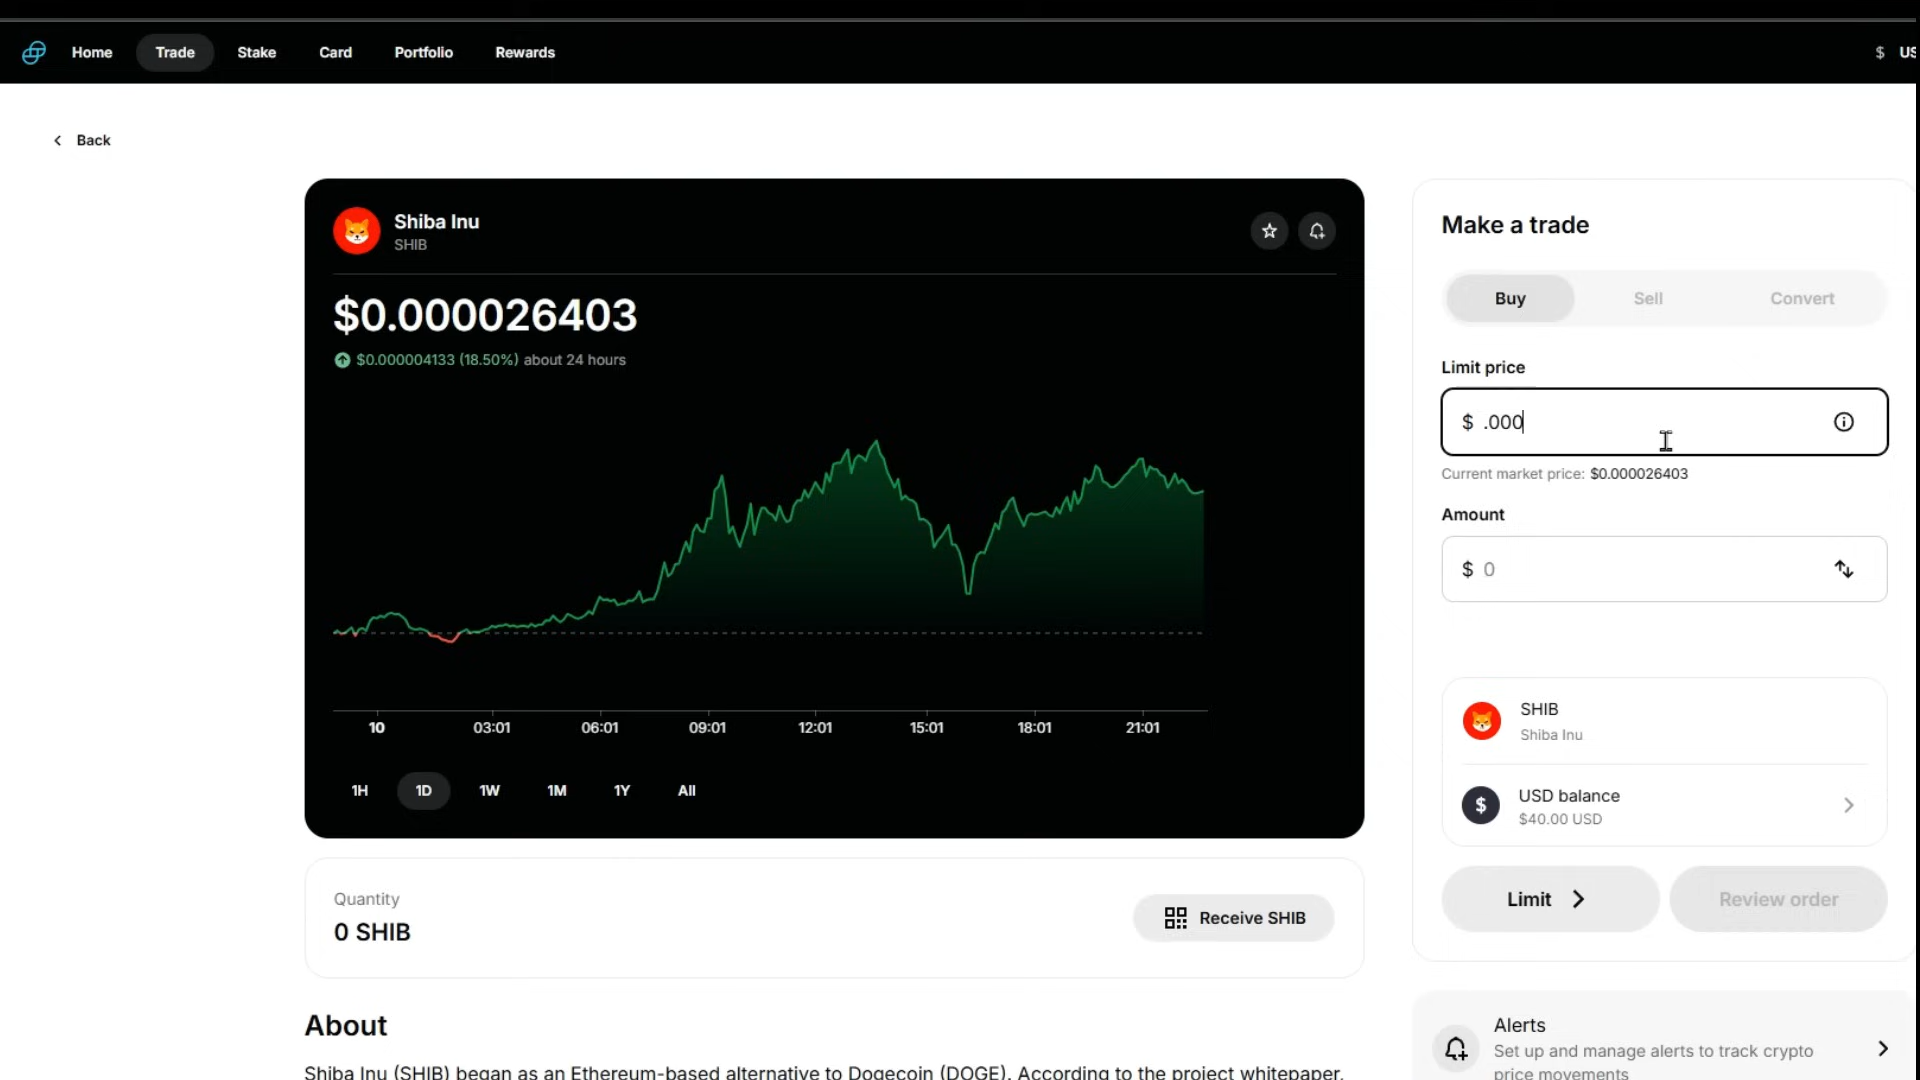 Home Trade Stake Card Portfolio Rewards $ US
Back
Shiba Inu
SHIB
$0.000026403
$0.000004133 (18.50%) about 24 hours
10 03:01 06:01 09:01 12:01 15:01 18:01 21:01
1H 1D 1W 1M 1Y All
Quantity
0 SHIB
Receive SHIB
About
Shiba Inu (SHIB) began as an Ethereum-based alternative to Dogecoin (DOGE). According to the project whitepaper,
Make a trade
Buy Sell Convert
Limit price
$ .000
Current market price: $0.000026403
Amount
$ 0
SHIB
Shiba Inu
$ USD balance
$40.00 USD
Limit Review order
Alerts
Set up and manage alerts to track crypto
price movements